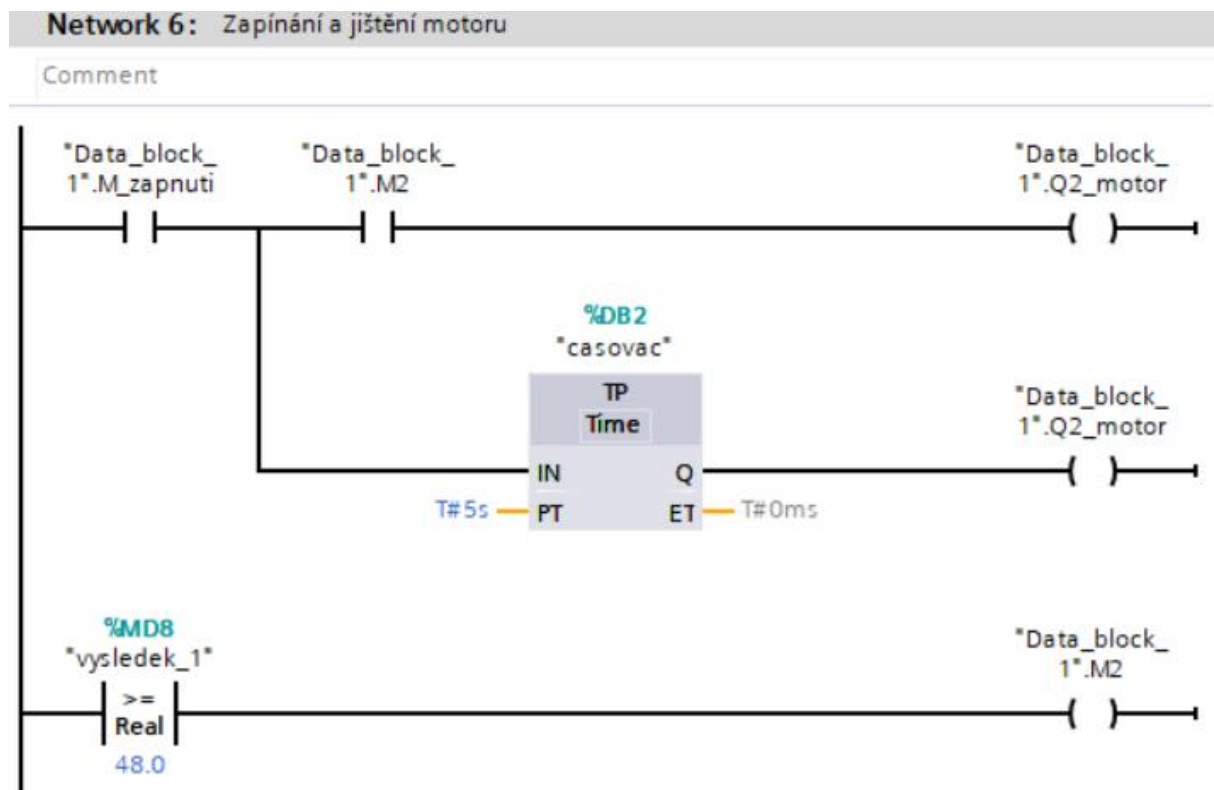 Network 6: Zapínání a jištění motoru
Comment
"Data_block_
1".M_zapnuti
"Data_block_
1".M2
"Data_block_
1".Q2_motor
%DB2
"casovac"
TP
Time
IN
Q
T#5s
PT
ET
T#0ms
"Data_block_
1".Q2_motor
%MD8
"vysledek_1"
>=
Real
48.0
"Data_block_
1".M2